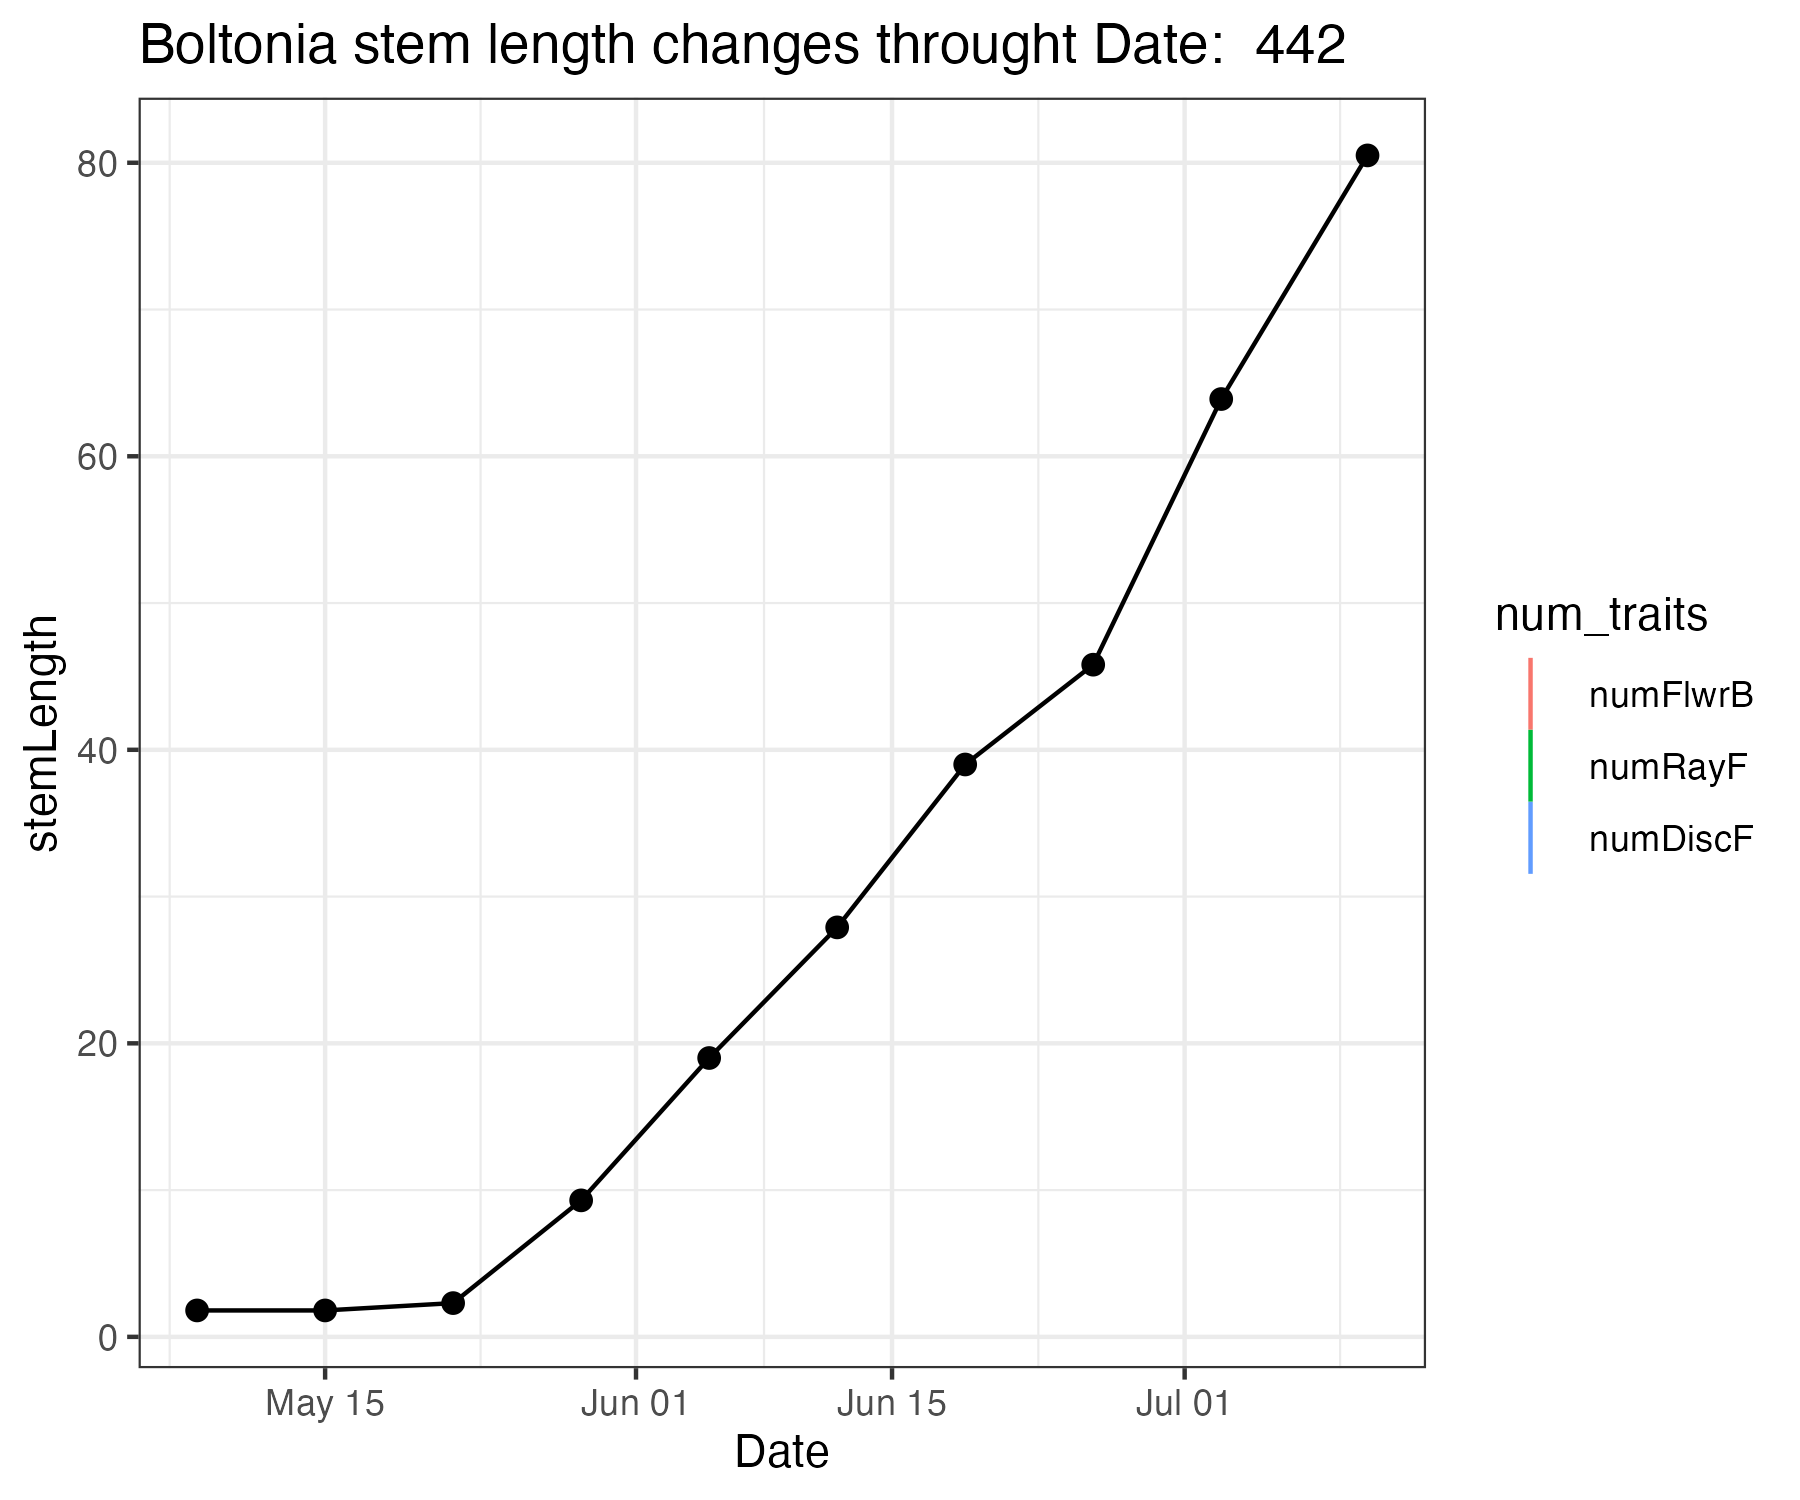 Boltonia stem length changes throught Date:  442
80
60
40
20
0
stemLength
May 15
Jun 01
Jun 15
Jul 01
Date
num_traits
numFlwrB
numRayF
numDiscF